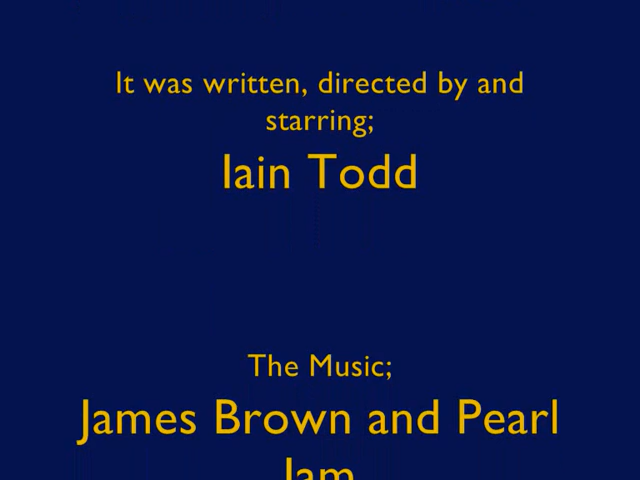 It was written, directed by and
starring;
Iain Todd
The Music;
James Brown and Pearl
Jam